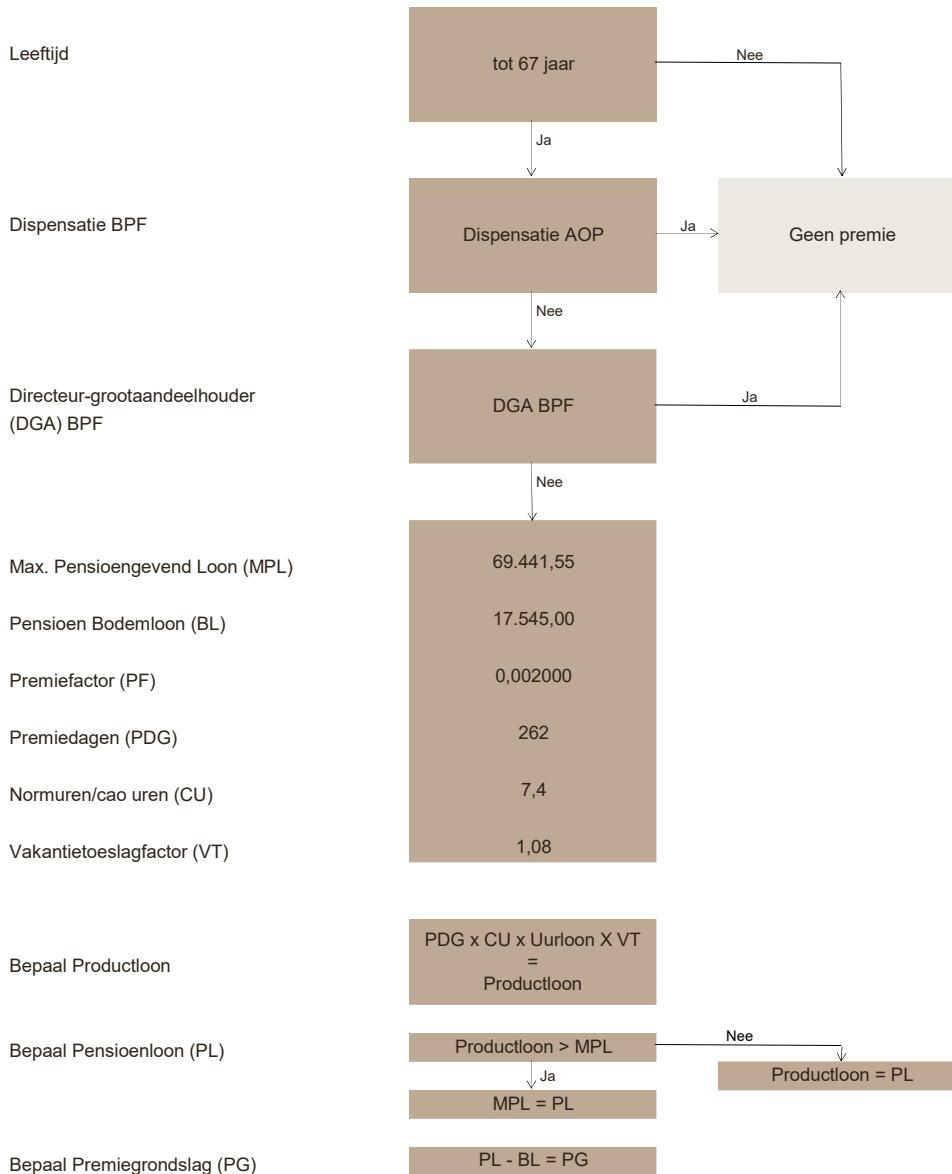 Leeftijd
tot 67 jaar
Nee
Ja
Dispensatie BPF
Dispensatie AOP
Ja
Geen premie
Nee
Directeur-grootaandeelhouder
(DGA) BPF
DGA BPF
Ja
Nee
Max. Pensioengevend Loon (MPL)
69.441,55
Pensioen Bodemloon (BL)
17.545,00
Premiefactor (PF)
0,002000
Premiedagen (PDG)
262
Normuren/cao uren (CU)
7,4
Vakantietoeslagfactor (VT)
1,08
Bepaal Productloon
PDG x CU x Uurloon X VT
=
Productloon
Bepaal Pensioenloon (PL)
Productloon > MPL
Nee
Productloon = PL
Ja
MPL = PL
Bepaal Premiegrondslag (PG)
PL - BL = PG